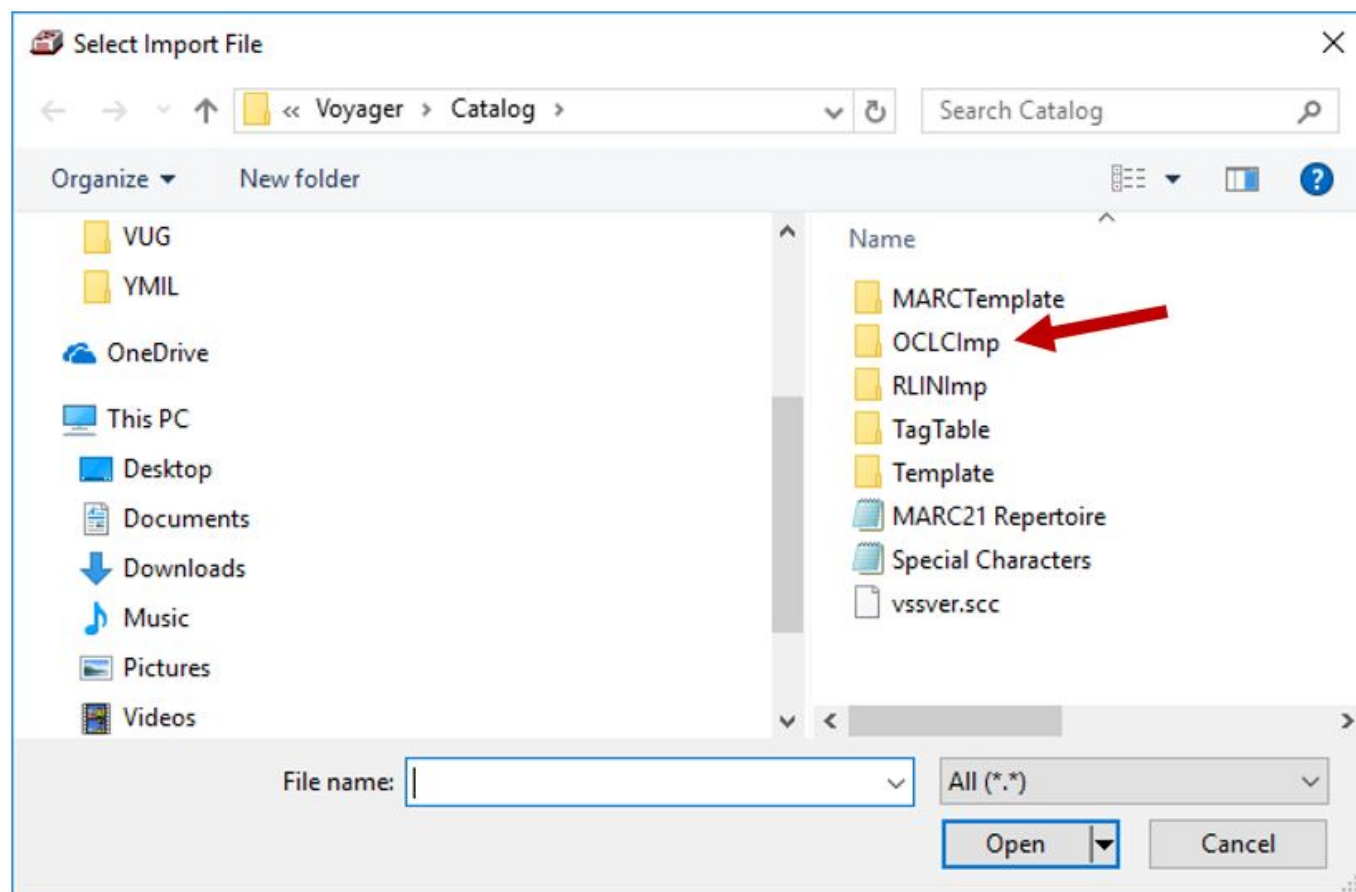 Select Import File
« Voyager › Catalog ›
Search Catalog
Organize
New folder
VUG
YMIL
OneDrive
This PC
Desktop
Documents
Downloads
Music
Pictures
Videos
Name
MARCTemplate
OCLCImp
RLINImp
TagTable
Template
MARC21 Repertoire
Special Characters
vssver.scc
File name:
All (*.*)
Open
Cancel